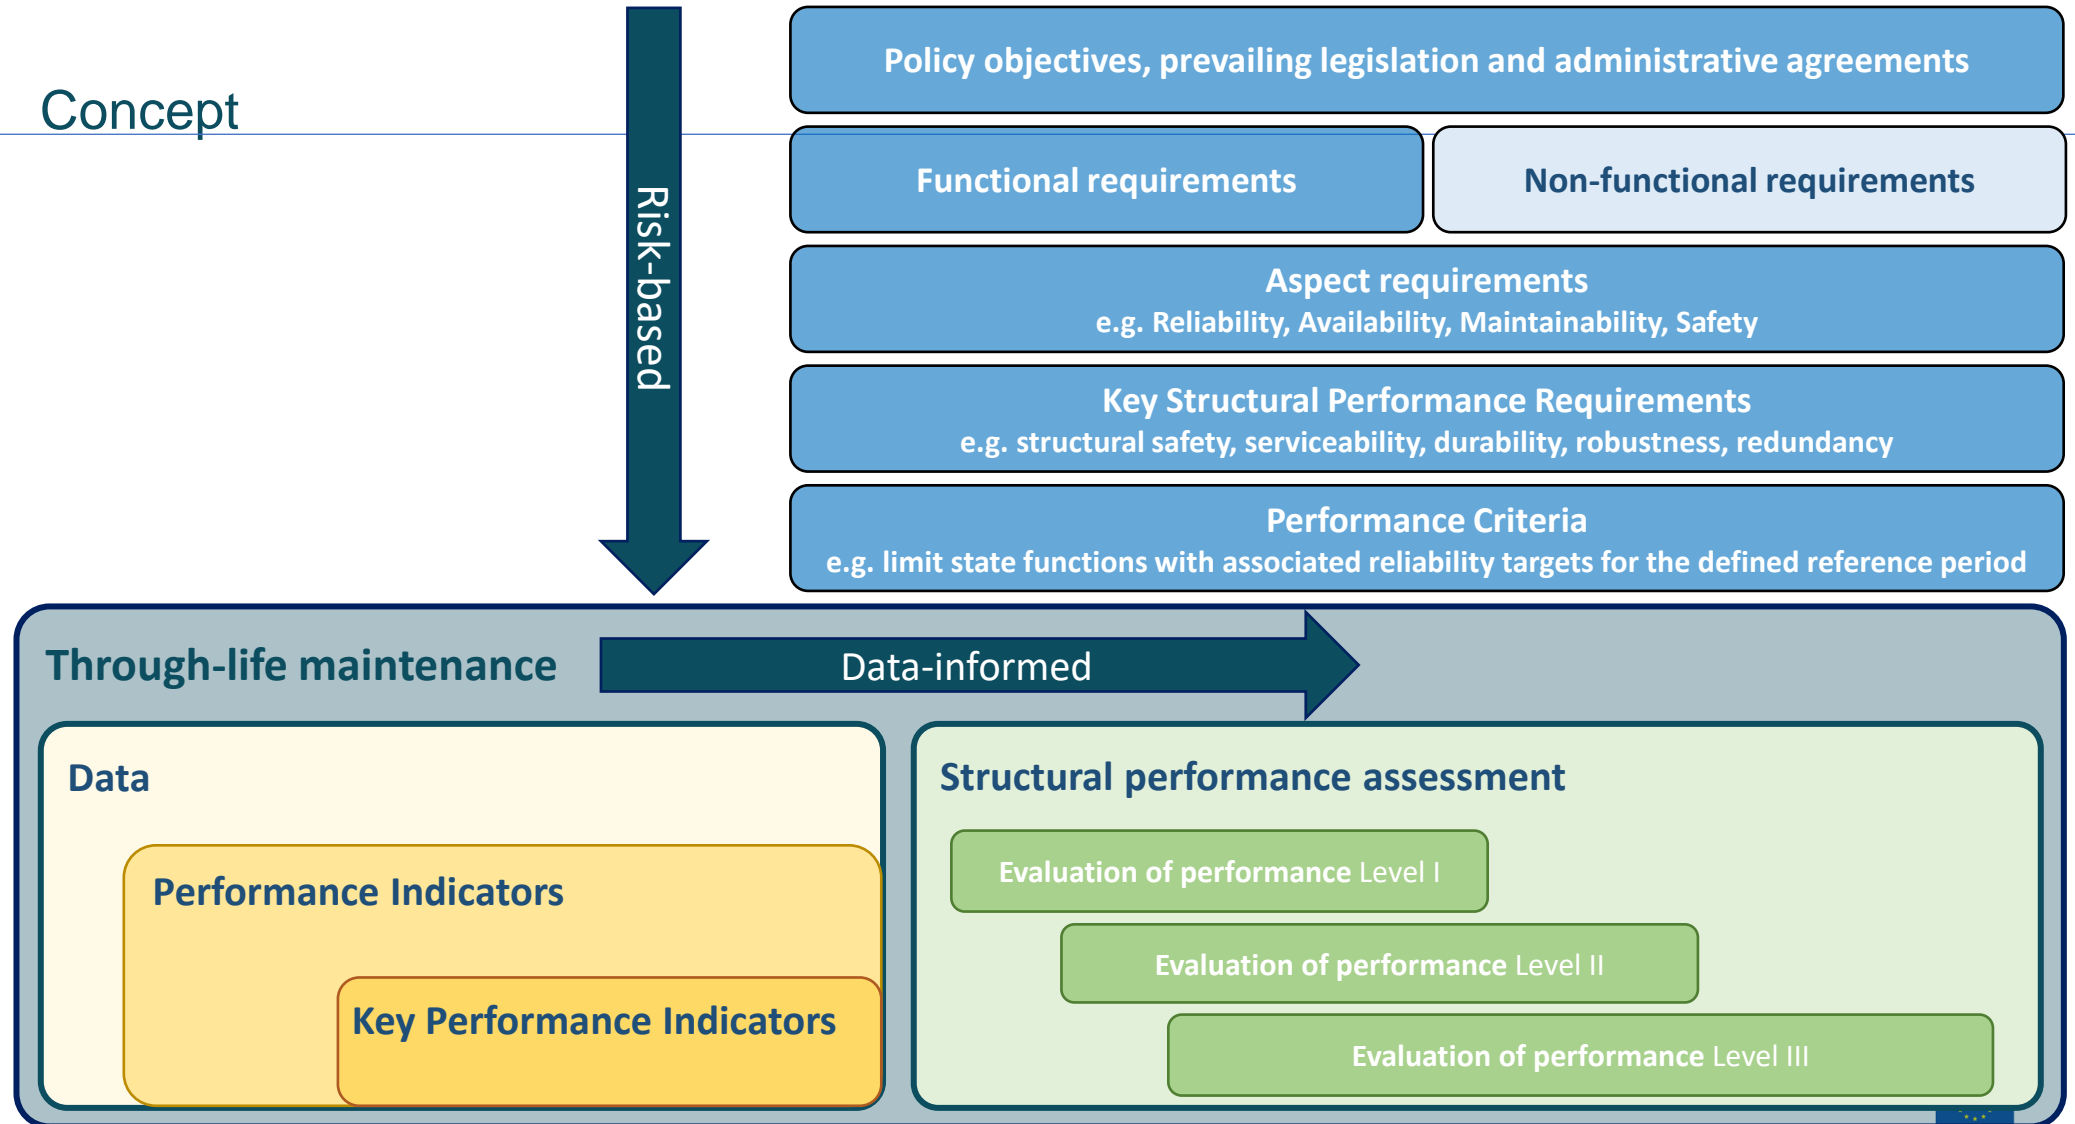 Concept
Risk-based
Policy objectives, prevailing legislation and administrative agreements
Functional requirements
Non-functional requirements
Aspect requirements
e.g. Reliability, Availability, Maintainability, Safety
Key Structural Performance Requirements
e.g. structural safety, serviceability, durability, robustness, redundancy
Performance Criteria
e.g. limit state functions with associated reliability targets for the defined reference period
Through-life maintenance
Data-informed
Data
Performance Indicators
Key Performance Indicators
Structural performance assessment
Evaluation of performance Level I
Evaluation of performance Level II
Evaluation of performance Level III